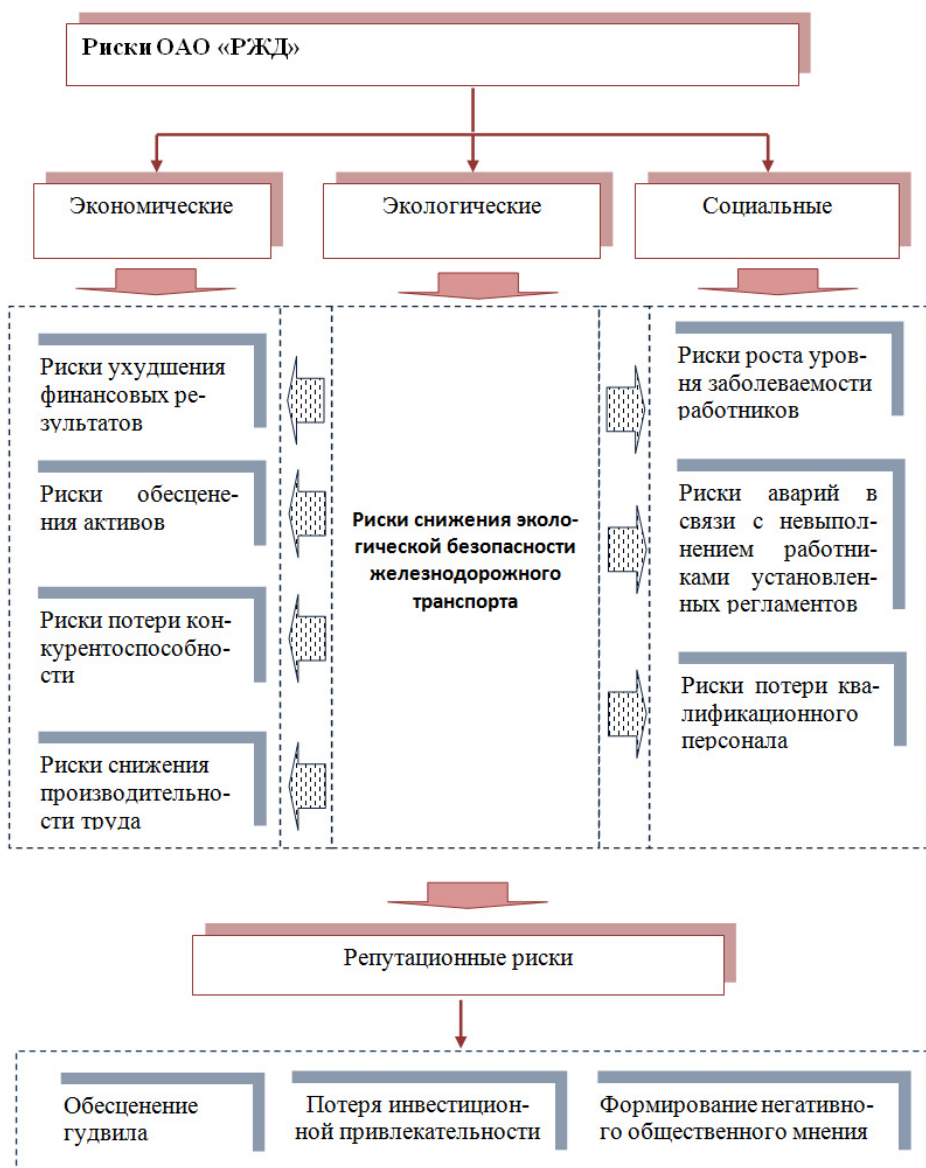 Риски ОАО «РЖД»
Экономические
Экологические
Социальные
Риски ухудшения
финансовых ре-
зультатов
Риски обесцене-
ния активов
Риски потери кон-
курентоспособно-
сти
Риски снижения
производительно-
сти труда
Риски снижения эколо-
гической безопасности
железнодорожного
транспорта
Риски роста уров-
ня заболеваемости
работников
Риски аварий в
связи с невыпол-
нением работни-
ками установлен-
ных регламентов
Риски потери ква-
лификационного
персонала
Репутационные риски
Обесценение
гудвила
Потеря инвестицион-
ной привлекательности
Формирование негативно-
го общественного мнения